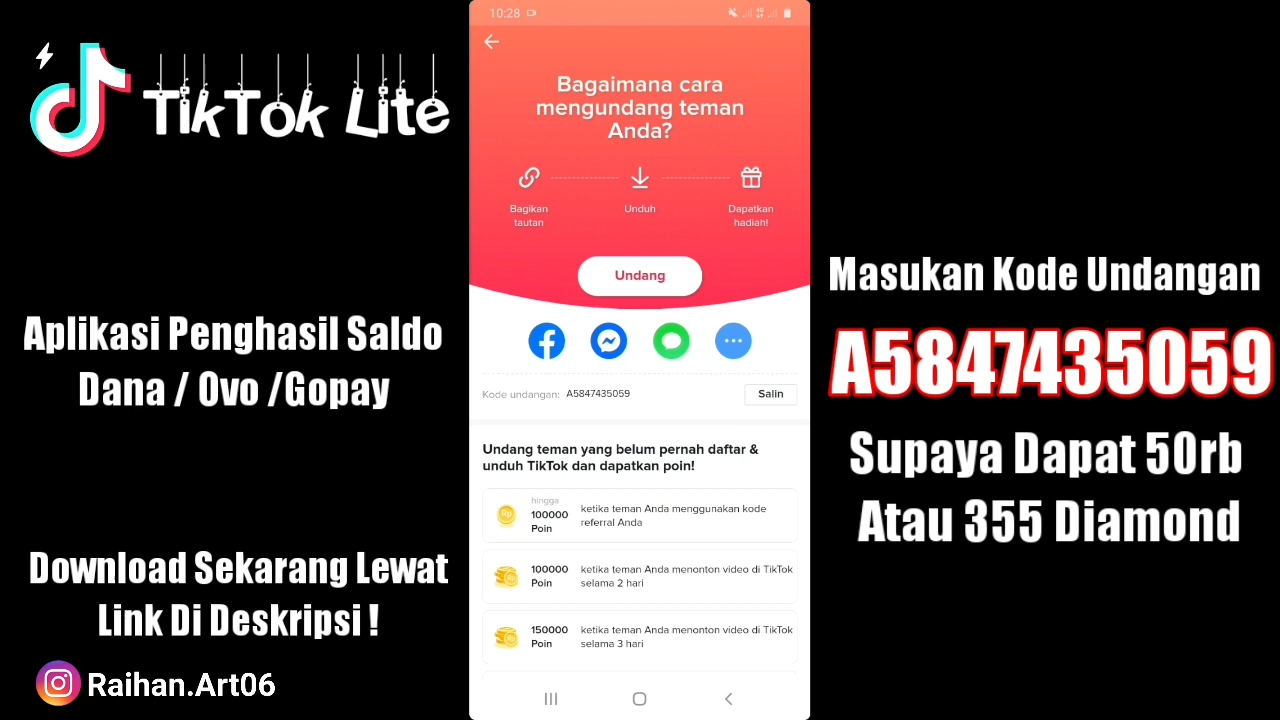 TikTok Lite
Aplikasi Penghasil Saldo
Dana / Ovo /Gopay
Download Sekarang Lewat
Link Di Deskripsi !
Raihan.Art06
10:28
Bagaimana cara
mengundang teman
Anda?
Bagikan
tautan
Unduh
Dapatkan
hadiah!
Undang
Kode undangan: A5847435059
Salin
Undang teman yang belum pernah daftar &
unduh TikTok dan dapatkan poin!
hingga
100000
Poin
ketika teman Anda menggunakan kode
referral Anda
100000
Poin
ketika teman Anda menonton video di TikTok
selama 2 hari
150000
Poin
ketika teman Anda menonton video di TikTok
selama 3 hari
Masukan Kode Undangan
A5847435059
Supaya Dapat 50rb
Atau 355 Diamond